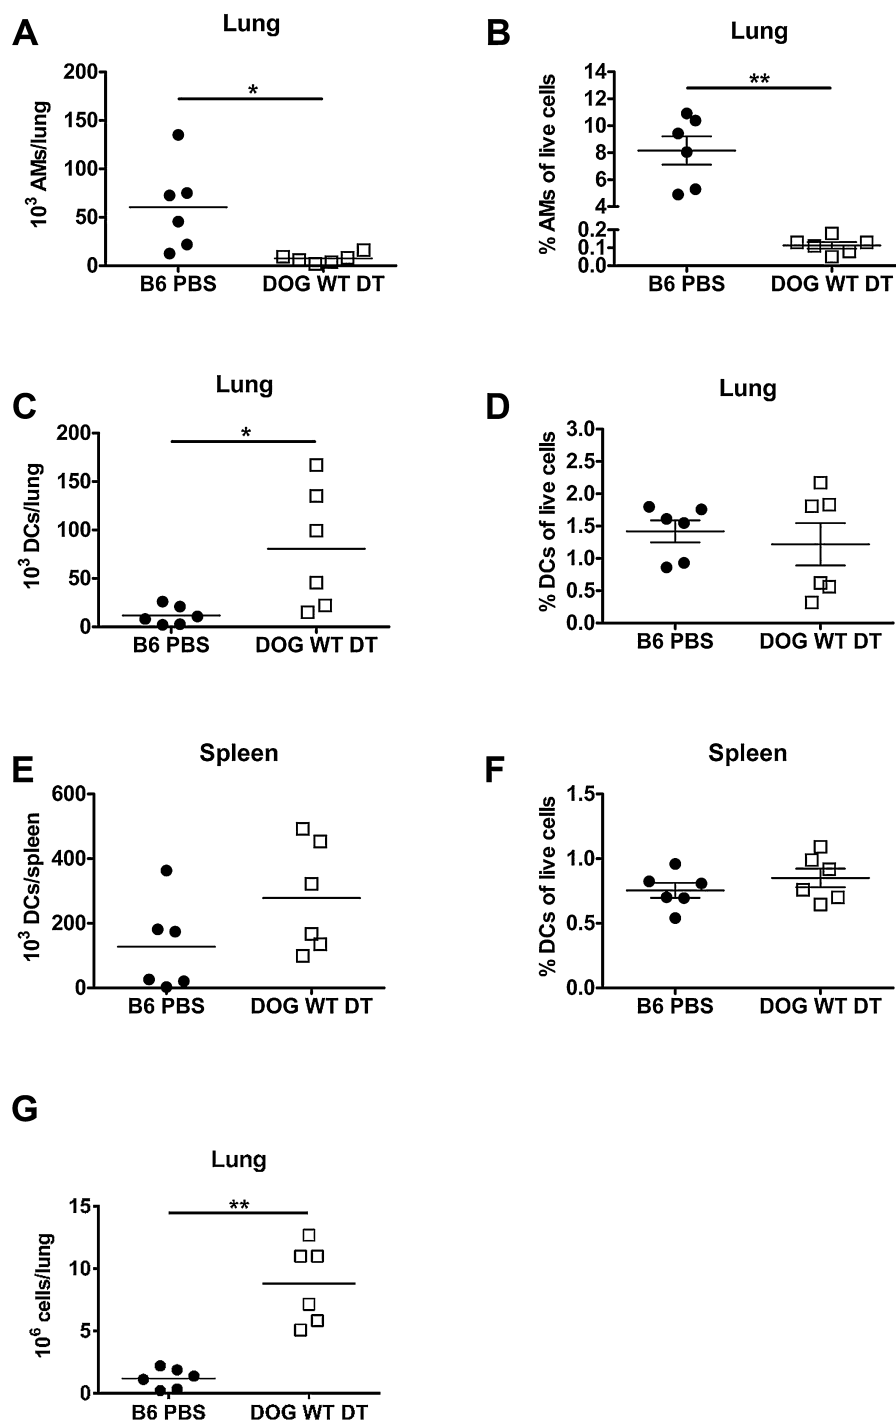 A
Lung
10³ AMs/lung
200
150
100
50
0
*
B6 PBS
DOG WT DT
B
Lung
% AMs of live cells
14
12
10
8
6
4
0.2
0.1
0.0
**
B6 PBS
DOG WT DT
C
Lung
10³ DCs/lung
200
150
100
50
0
*
B6 PBS
DOG WT DT
D
Lung
% DCs of live cells
3.0
2.5
2.0
1.5
1.0
0.5
0.0
B6 PBS
DOG WT DT
E
Spleen
10³ DCs/spleen
600
400
200
0
B6 PBS
DOG WT DT
F
Spleen
% DCs of live cells
1.5
1.0
0.5
0.0
B6 PBS
DOG WT DT
G
Lung
10⁶ cells/lung
15
10
5
0
**
B6 PBS
DOG WT DT